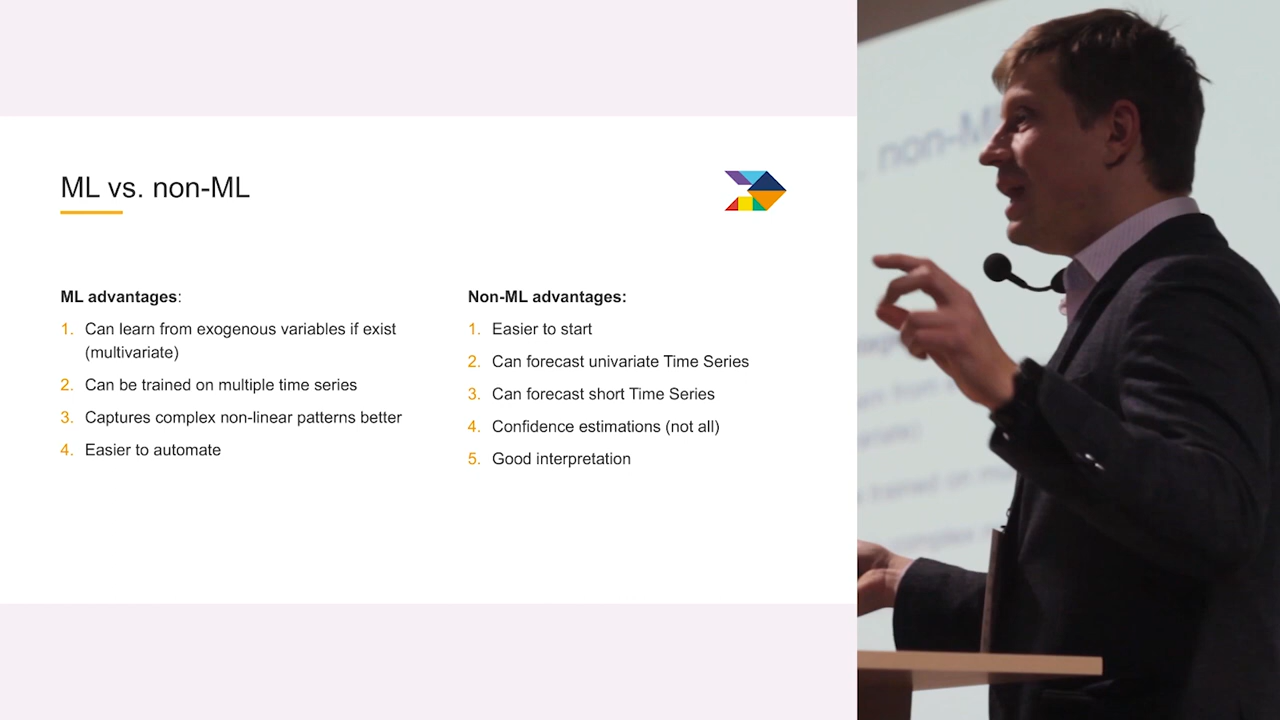 ML vs. non-ML
ML advantages:
1. Can learn from exogenous variables if exist
(multivariate)
2. Can be trained on multiple time series
3. Captures complex non-linear patterns better
4. Easier to automate
Non-ML advantages:
1. Easier to start
2. Can forecast univariate Time Series
3. Can forecast short Time Series
4. Confidence estimations (not all)
5. Good interpretation
non-M